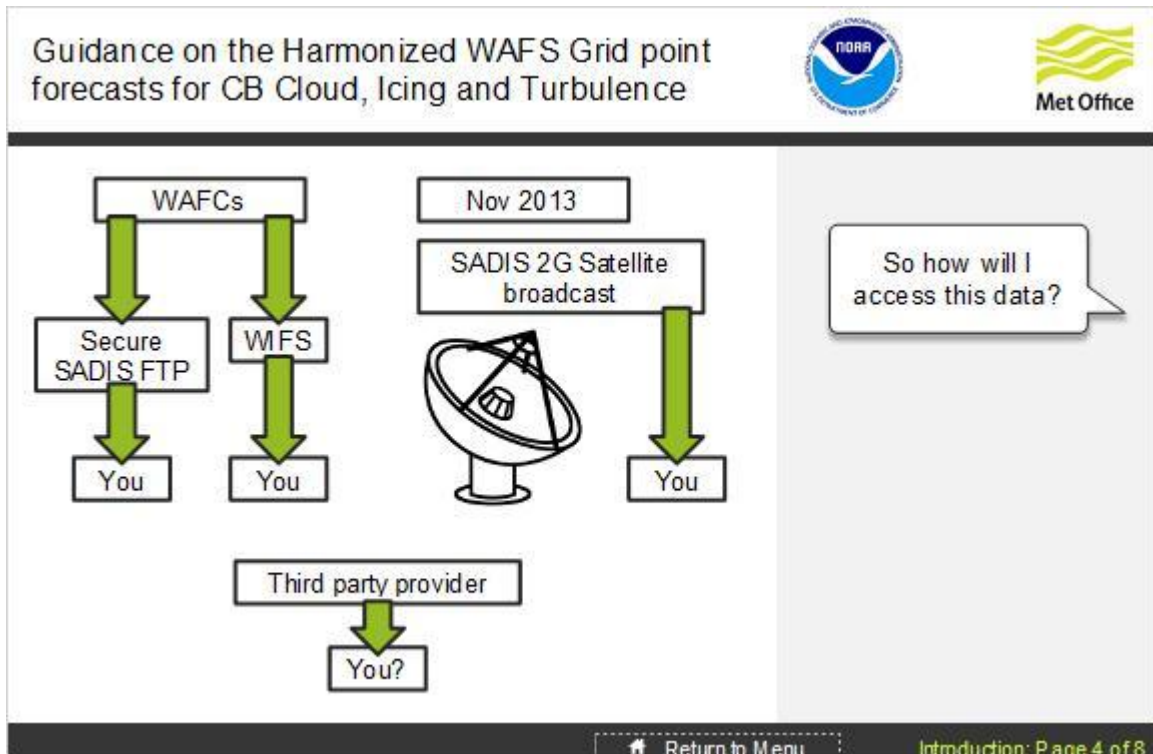 Guidance on the Harmonized WAFS Grid point
forecasts for CB Cloud, Icing and Turbulence
NOAA
Met Office
WAFCs
Nov 2013
SADIS 2G Satellite
broadcast
So how will I
access this data?
Secure
SADIS FTP
WIFS
You
You
You
Third party provider
You?
Return to Menu
Introduction: Page 4 of 8